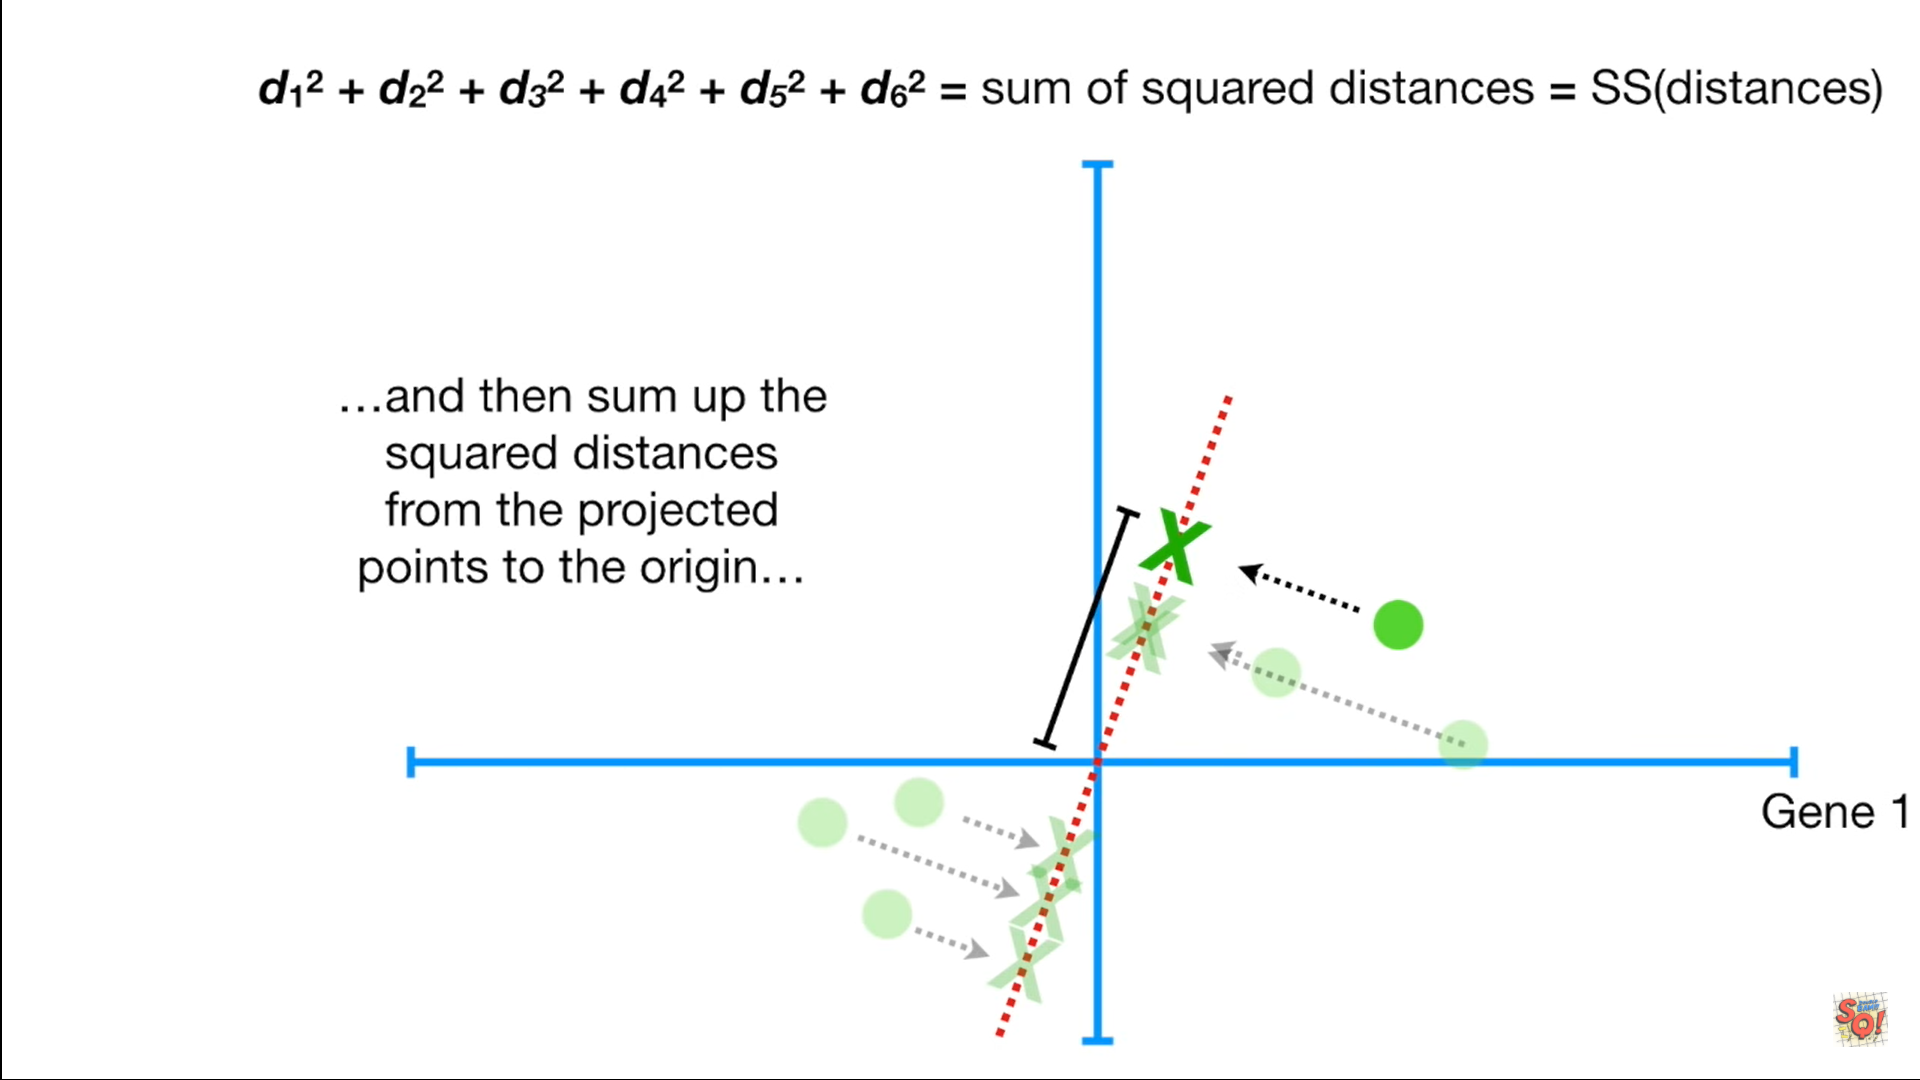 d₁² + d₂² + d₃² + d₄² + d₅² + d₆² = sum of squared distances = SS(distances)
…and then sum up the
squared distances
from the projected
points to the origin…
Gene 1
SQ!